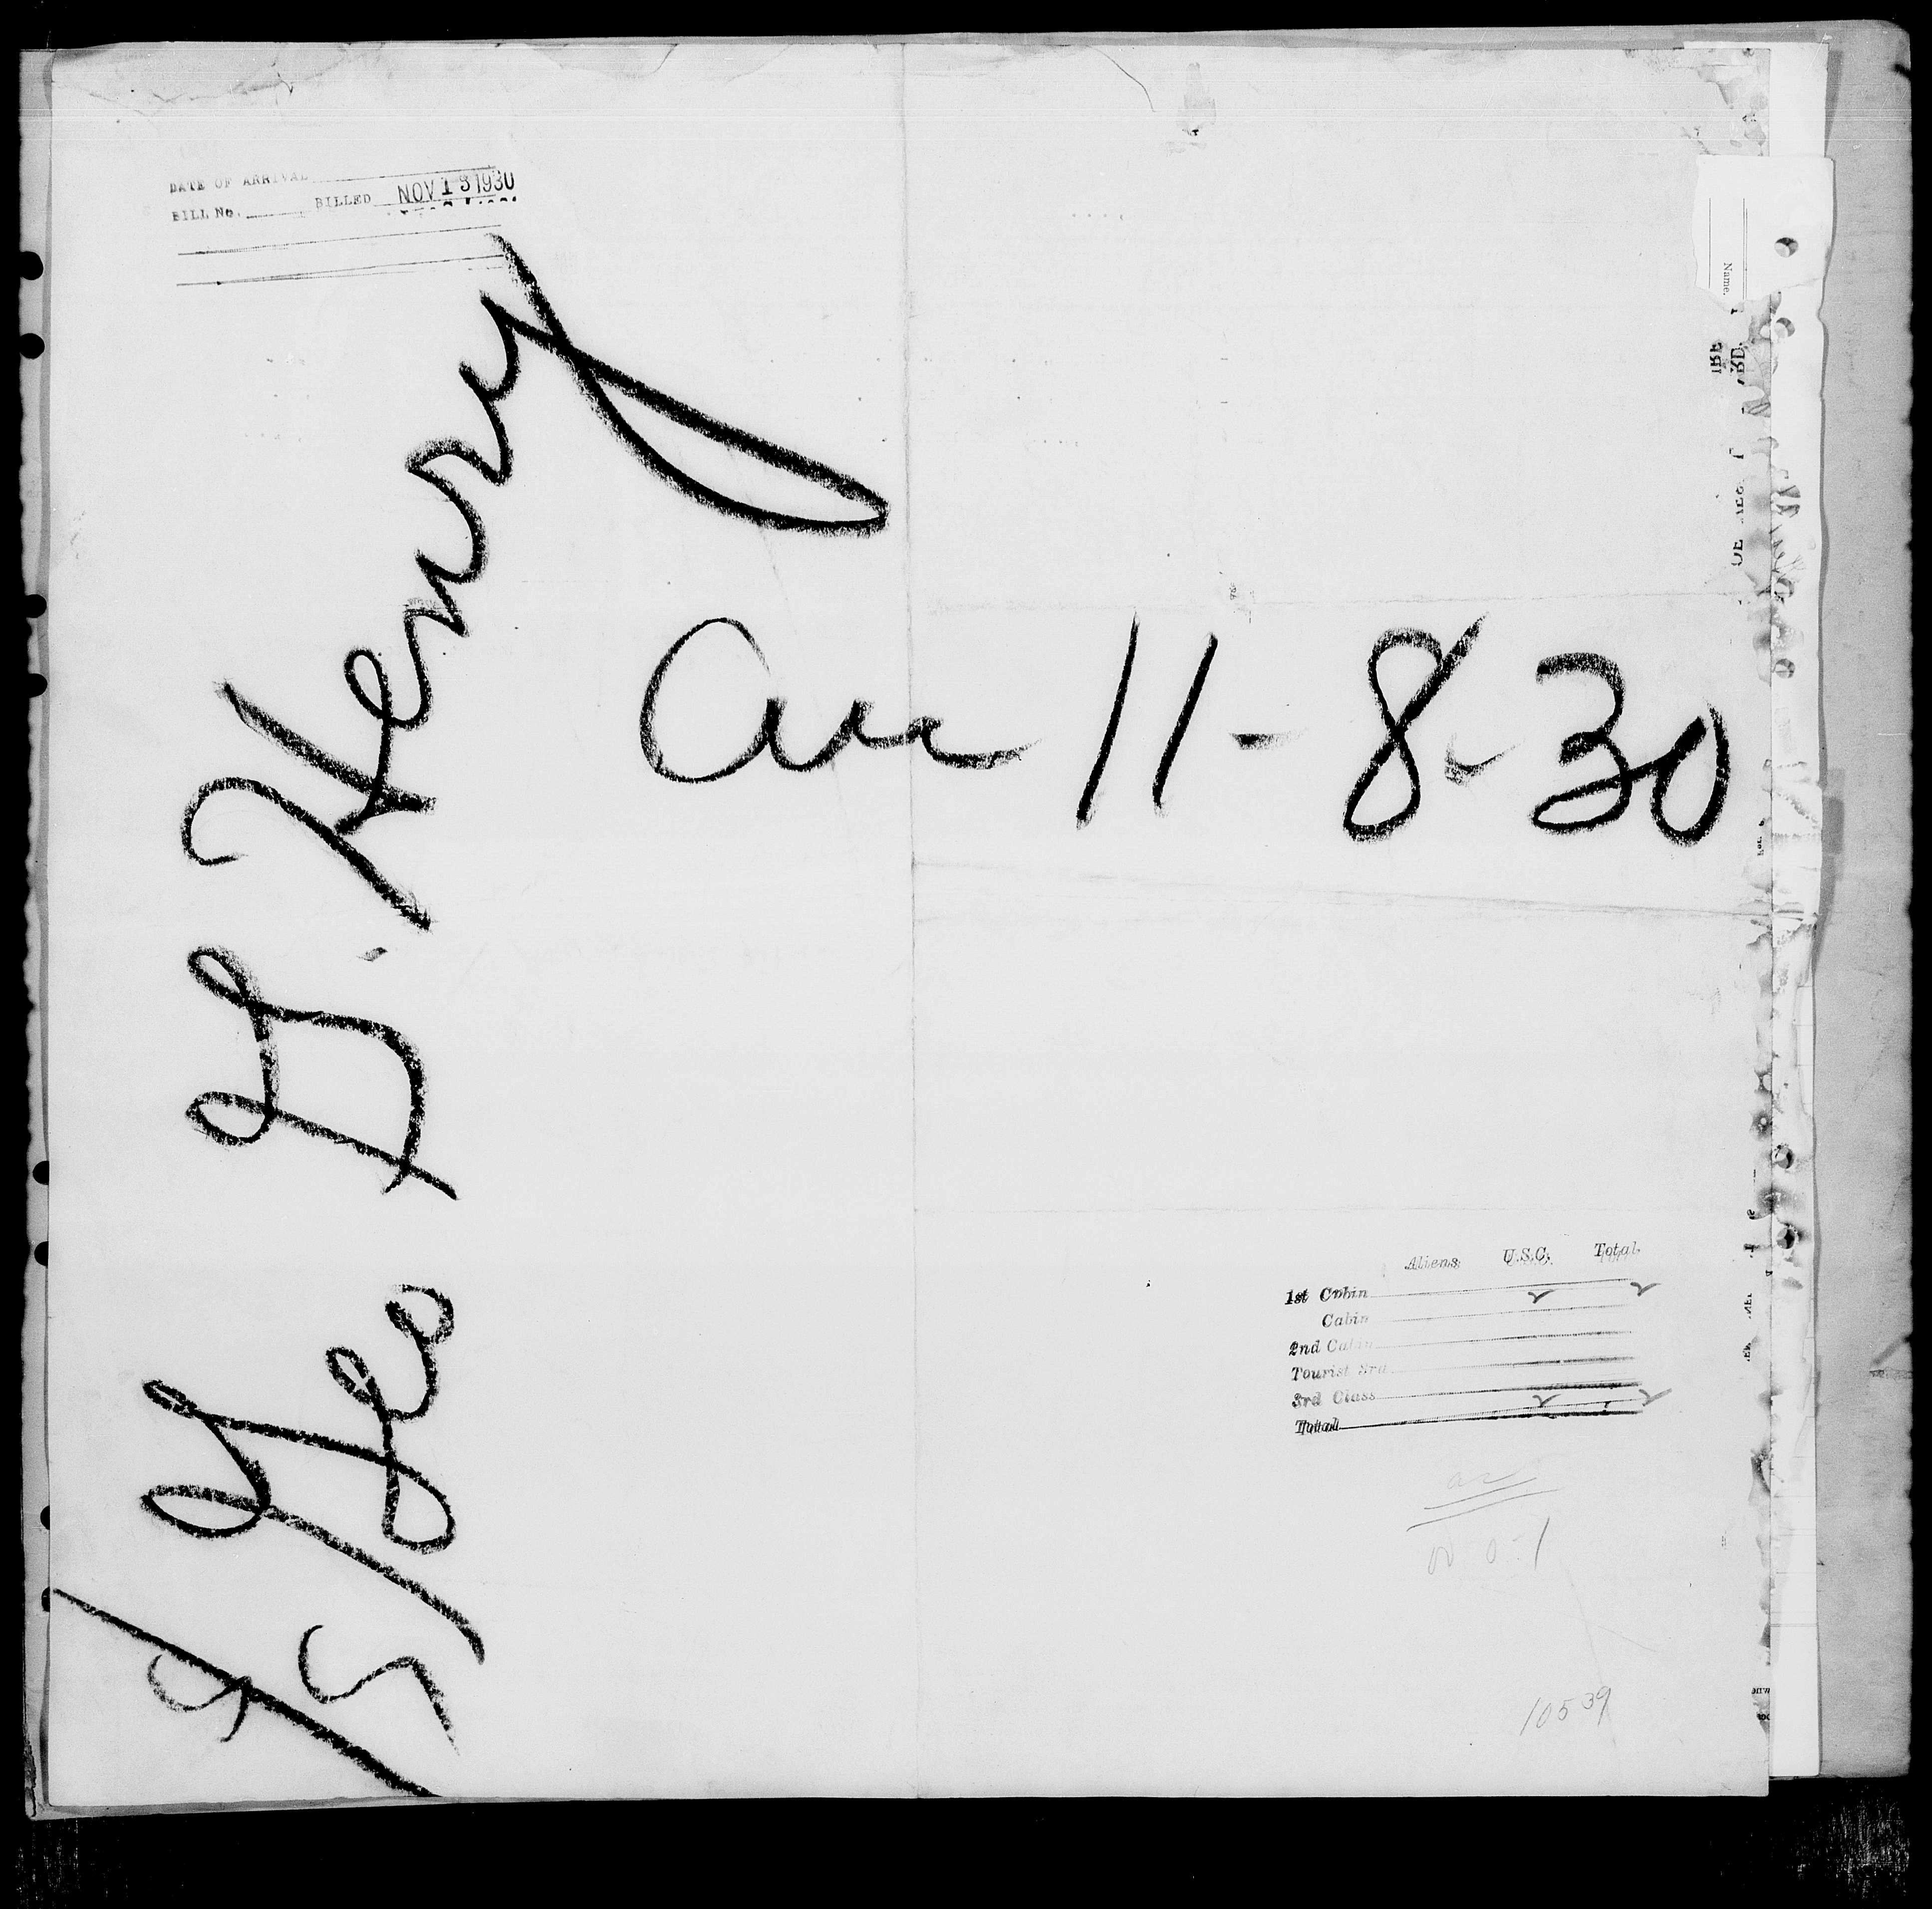 DATE OF ARRIVAL
BILL No. BILLED NOV 13 1930
S/S Geo G. Henry
arr 11-8-30
Name.
Aliens U.S.C. Total
1st Cabin
Cabin
2nd Cabin
Tourist 3rd
3rd Class
Total
10539